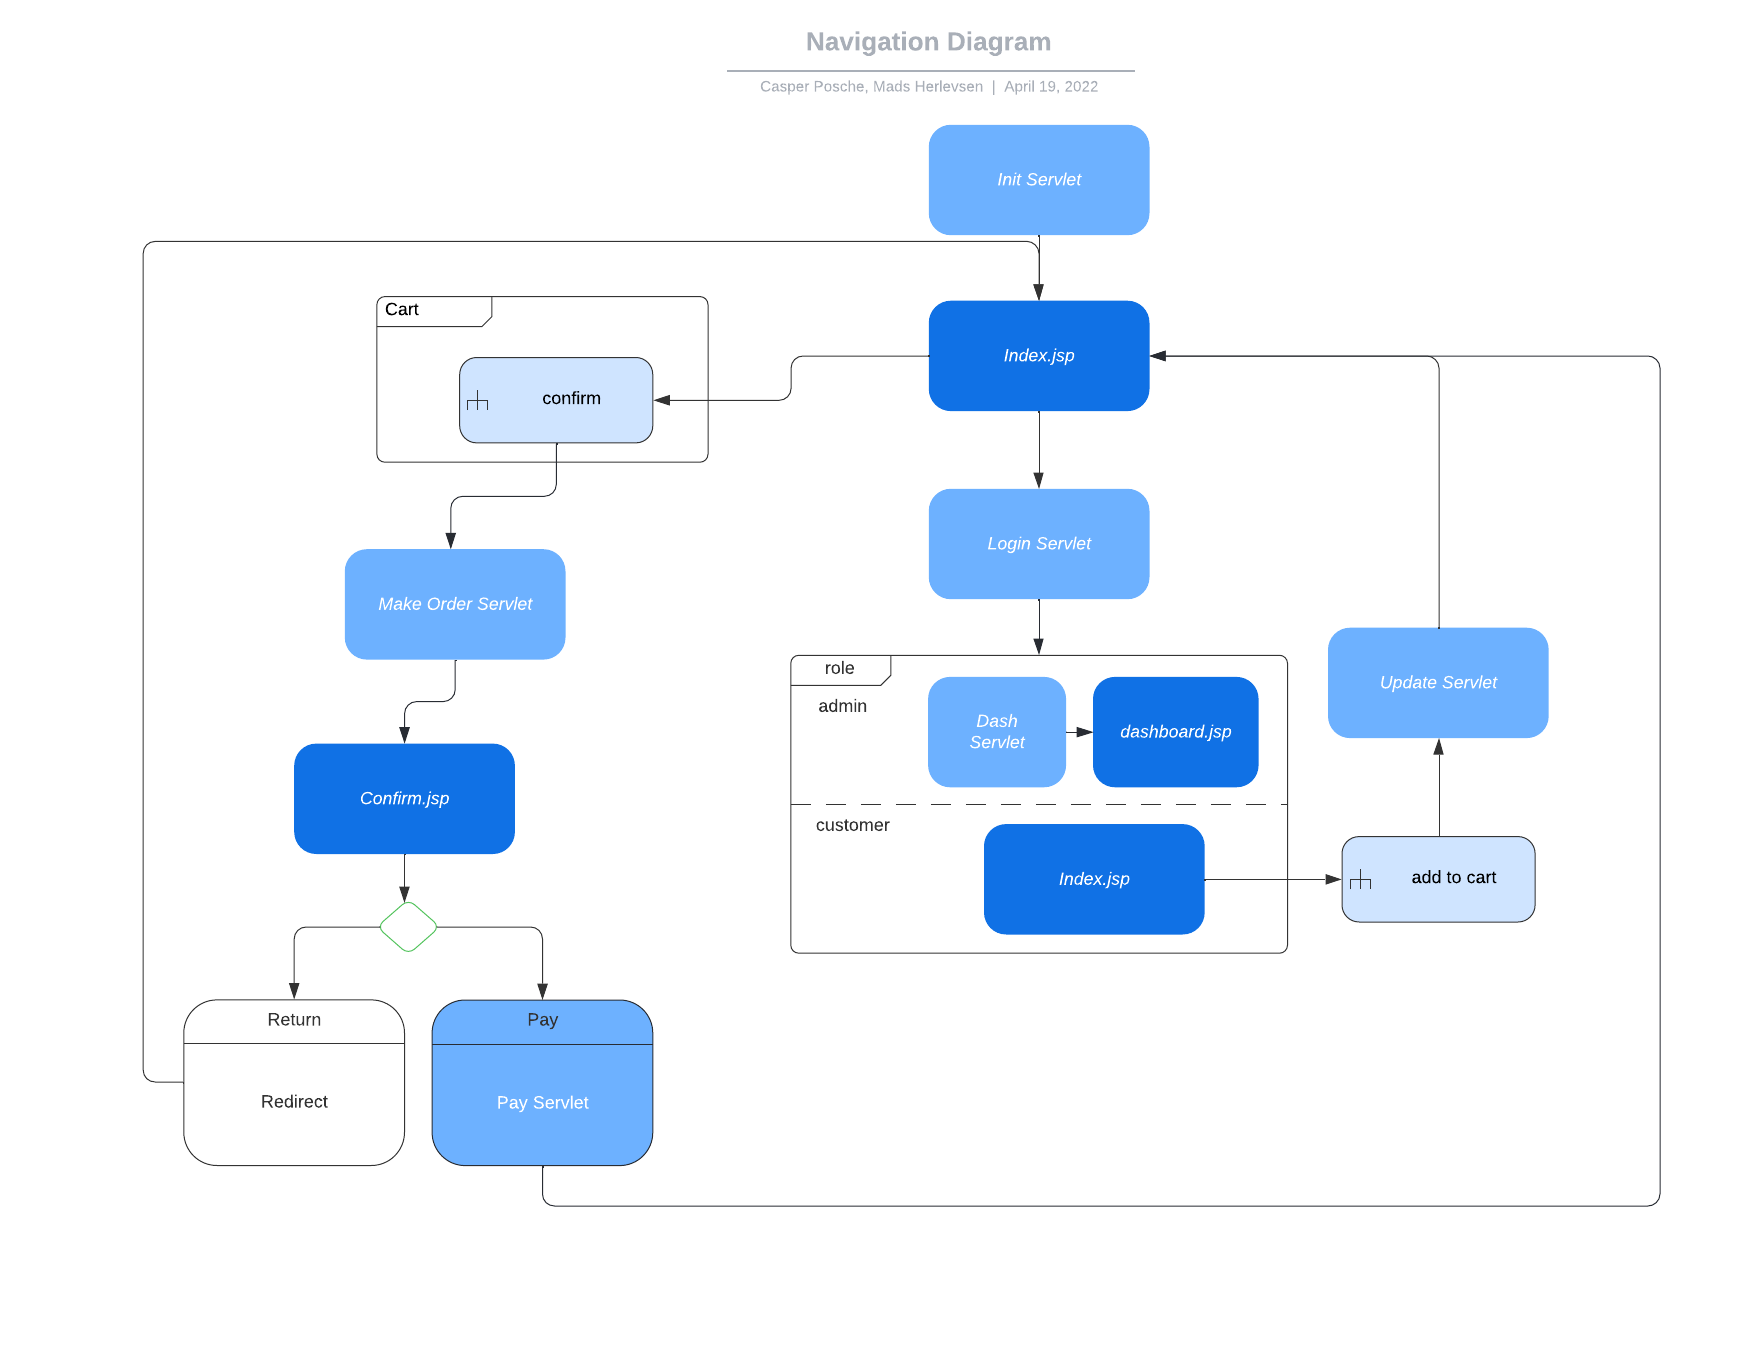 Navigation Diagram
Casper Posche, Mads Herlevsen | April 19, 2022
Init Servlet
Cart
confirm
Index.jsp
Login Servlet
Make Order Servlet
role
admin
Dash
Servlet
dashboard.jsp
Update Servlet
customer
Index.jsp
add to cart
Confirm.jsp
Return
Redirect
Pay
Pay Servlet